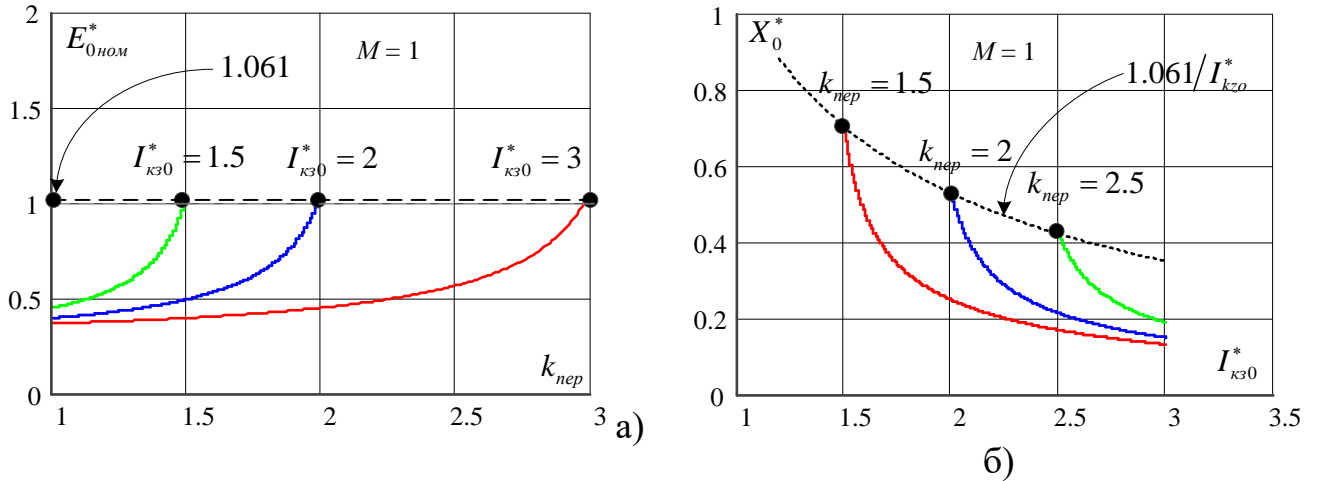 2
E*0ном
1.061
M = 1
1.5
I*кз0 = 1.5
I*кз0 = 2
I*кз0 = 3
1
0.5
kпер
0
1
1.5
2
2.5
3
а)
1
X*0
M = 1
1.061/I*kzo
kпер = 1.5
0.8
kпер = 2
0.6
kпер = 2.5
0.4
0.2
I*кз0
0
1
1.5
2
2.5
3
3.5
б)